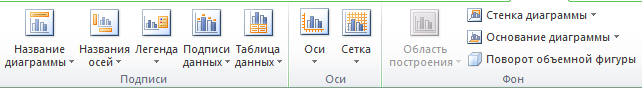 Название
диаграммы
Названия
осей
Легенда
Подписи
данных
Таблица
данных
Подписи
Оси
Сетка
Оси
Область
построения
Стенка диаграммы
Основание диаграммы
Поворот объемной фигуры
Фон